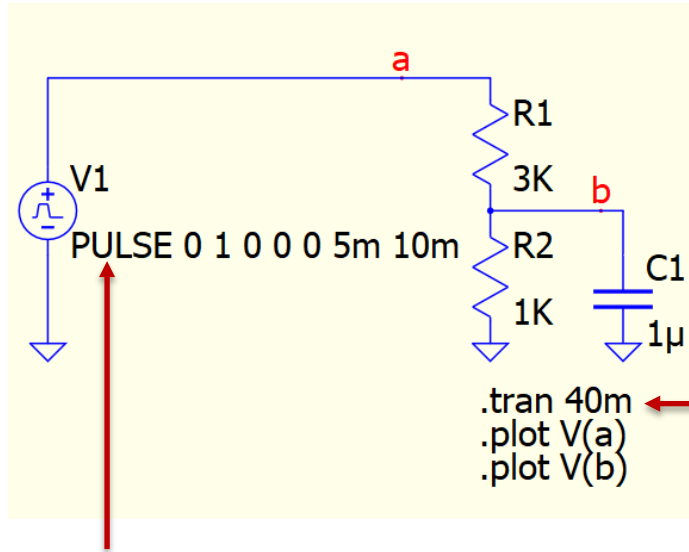 a
R1
V1
3K
b
PULSE 0 1 0 0 0 5m 10m
R2
C1
1K
1µ
.tran 40m
.plot V(a)
.plot V(b)